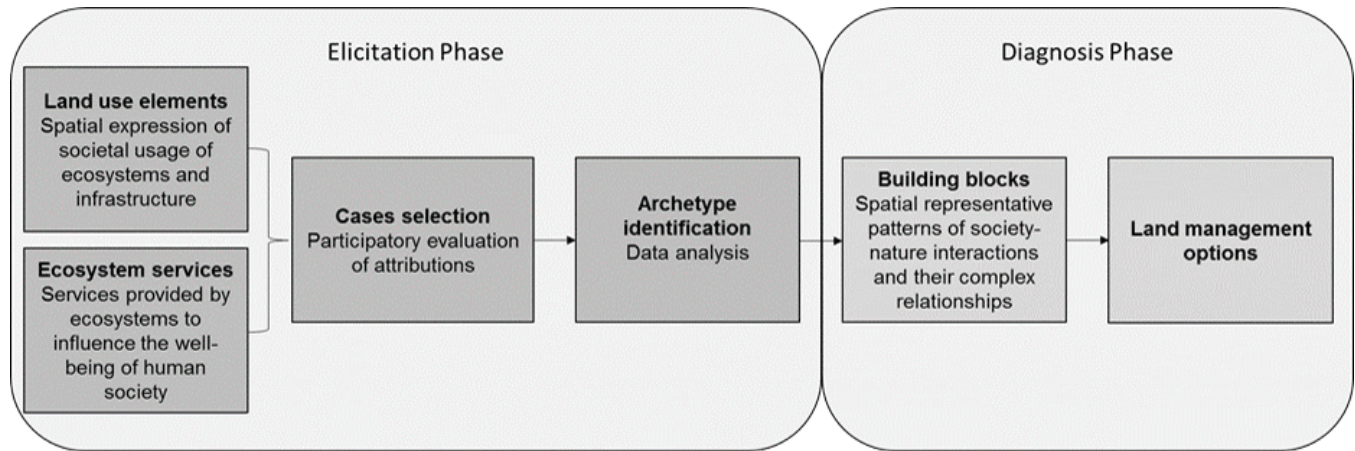 Elicitation Phase
Land use elements
Spatial expression of
societal usage of
ecosystems and
infrastructure
Ecosystem services
Services provided by
ecosystems to
influence the well-
being of human
society
Cases selection
Participatory evaluation
of attributions
Archetype
identification
Data analysis
Diagnosis Phase
Building blocks
Spatial representative
patterns of society-
nature interactions
and their complex
relationships
Land management
options